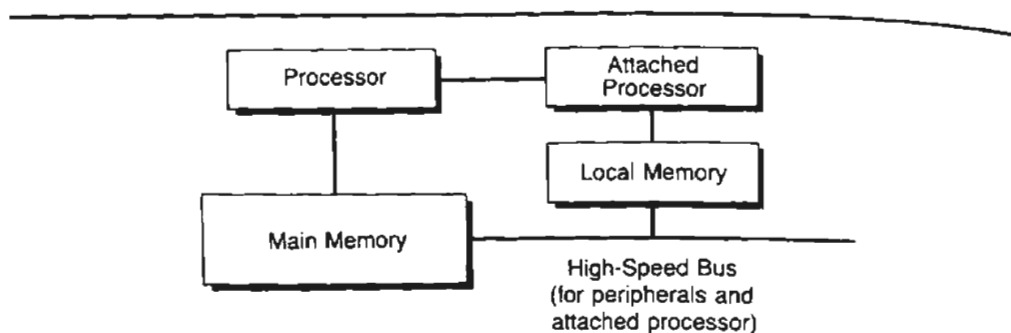 Processor
Attached
Processor
Local Memory
Main Memory
High-Speed Bus
(for peripherals and
attached processor)